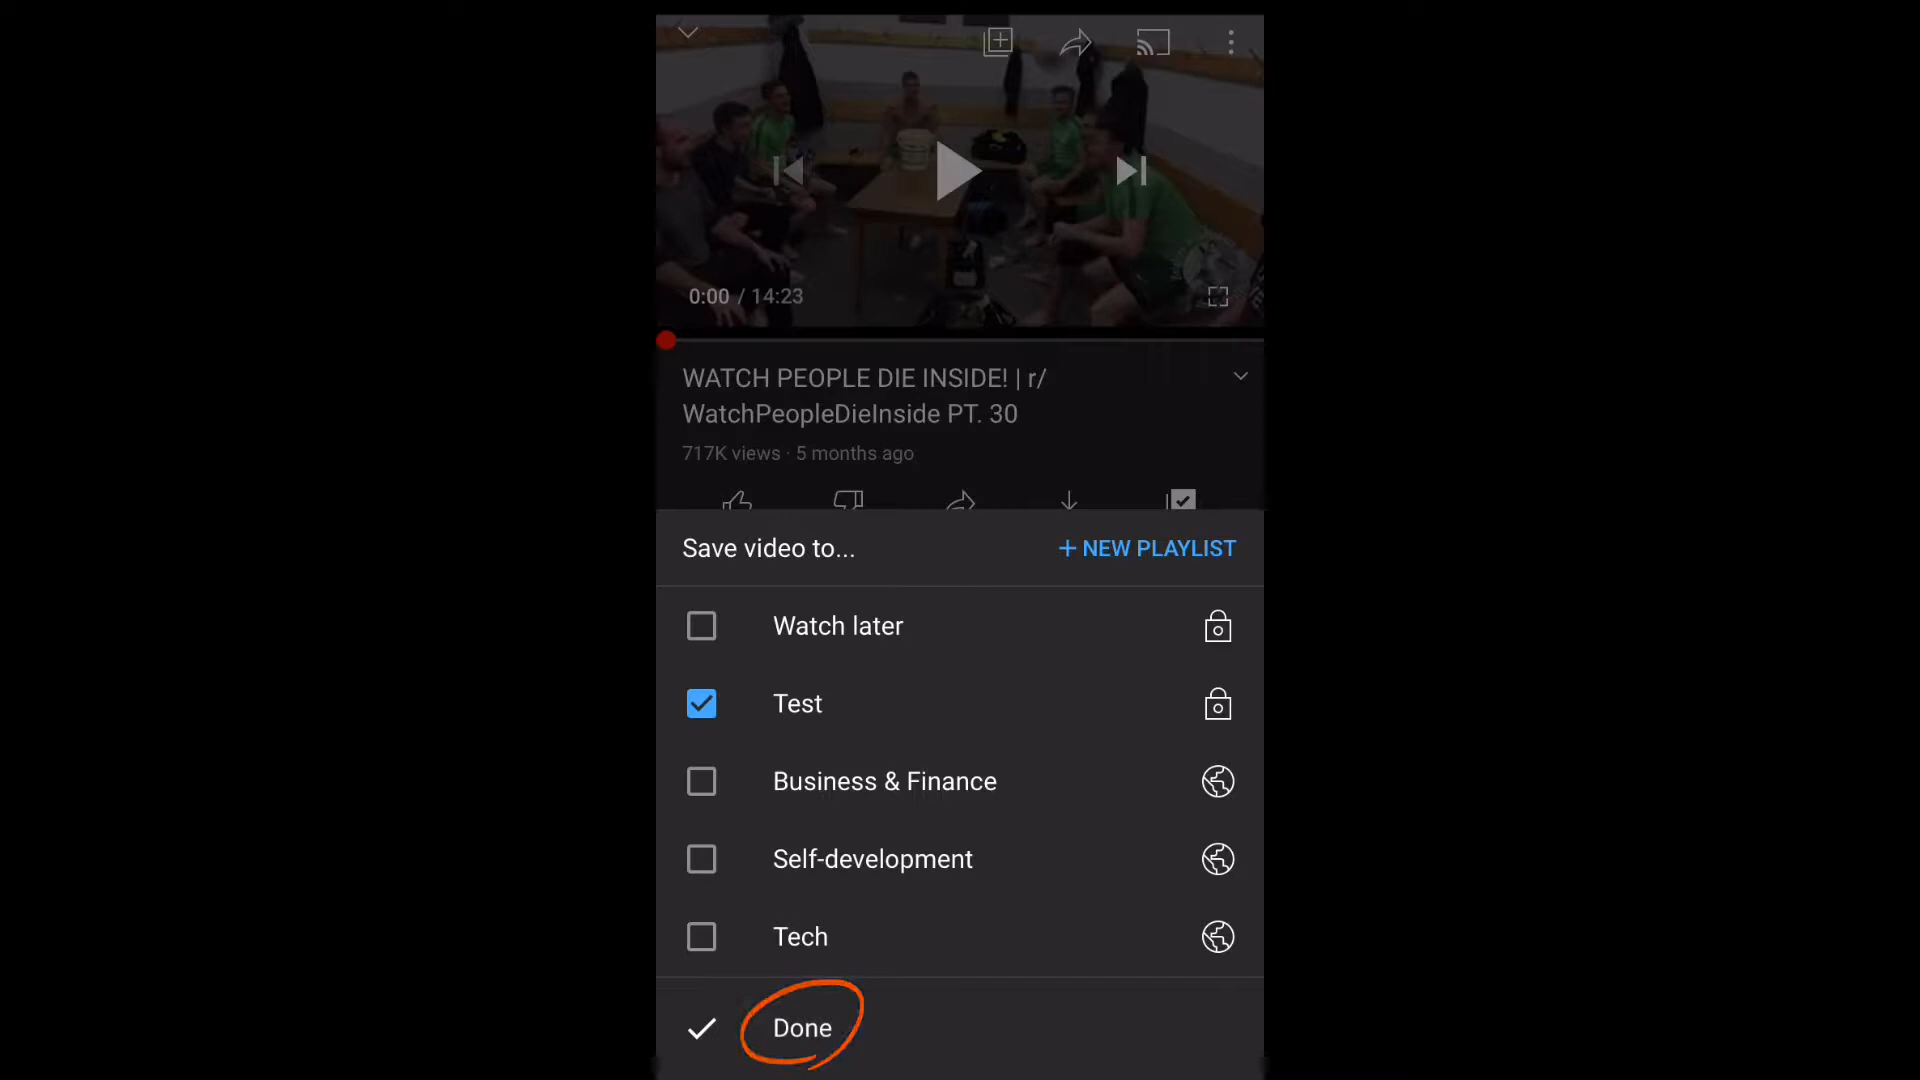 0:00 / 14:23
WATCH PEOPLE DIE INSIDE! | r/
WatchPeopleDieInside PT. 30
717K views · 5 months ago
Save video to...
+ NEW PLAYLIST
Watch later
Test
Business & Finance
Self-development
Tech
Done